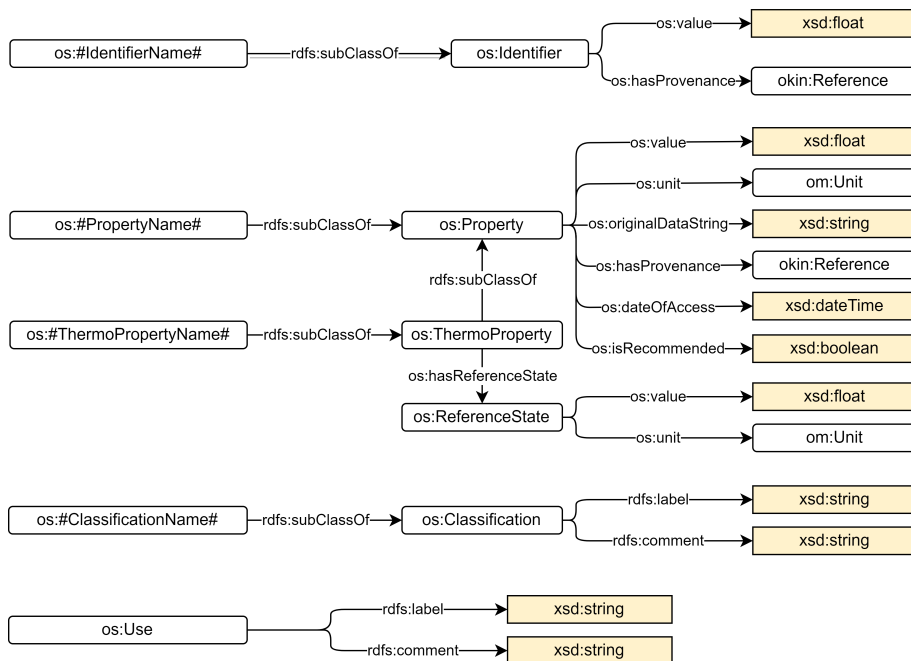 os:value
xsd:float
os:#IdentifierName#
rdfs:subClassOf
os:Identifier
os:hasProvenance
okin:Reference
os:value
xsd:float
os:unit
om:Unit
os:#PropertyName#
rdfs:subClassOf
os:Property
os:originalDataString
xsd:string
os:hasProvenance
okin:Reference
rdfs:subClassOf
os:dateOfAccess
xsd:dateTime
os:#ThermoPropertyName#
rdfs:subClassOf
os:ThermoProperty
os:isRecommended
xsd:boolean
os:hasReferenceState
os:value
xsd:float
os:ReferenceState
os:unit
om:Unit
rdfs:label
xsd:string
os:#ClassificationName#
rdfs:subClassOf
os:Classification
rdfs:comment
xsd:string
rdfs:label
xsd:string
os:Use
rdfs:comment
xsd:string